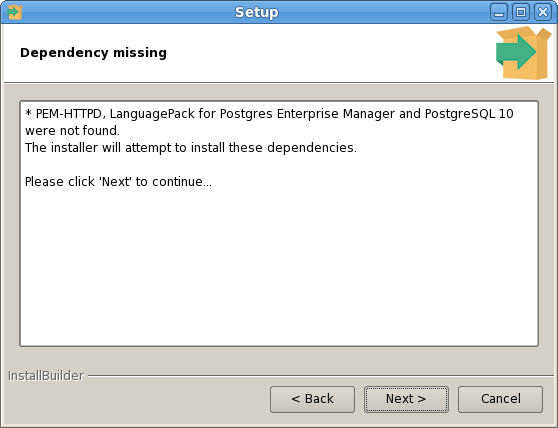 Setup
Dependency missing
* PEM-HTTPD, LanguagePack for Postgres Enterprise Manager and PostgreSQL 10
were not found.
The installer will attempt to install these dependencies.
Please click 'Next' to continue...
InstallBuilder
< Back
Next >
Cancel